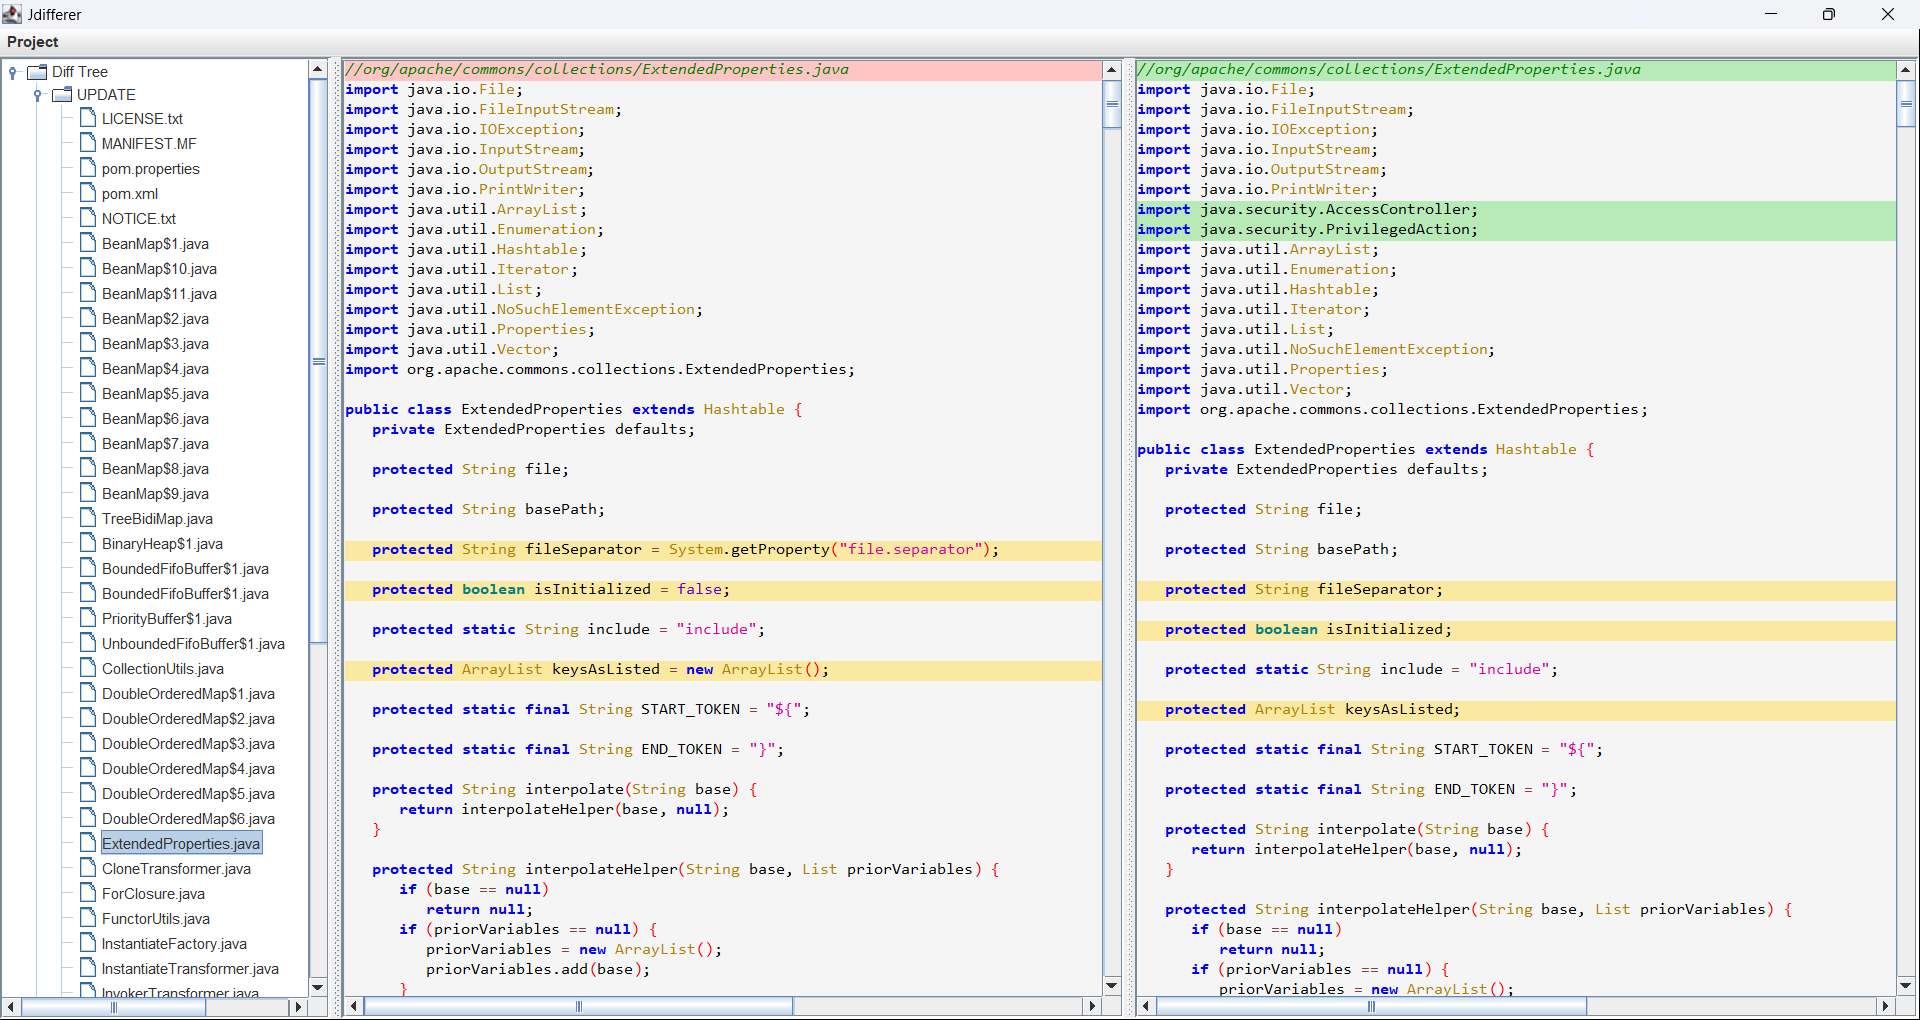 Jdifferer
Project
Diff Tree
UPDATE
LICENSE.txt
MANIFEST.MF
pom.properties
pom.xml
NOTICE.txt
BeanMap$1.java
BeanMap$10.java
BeanMap$11.java
BeanMap$2.java
BeanMap$3.java
BeanMap$4.java
BeanMap$5.java
BeanMap$6.java
BeanMap$7.java
BeanMap$8.java
BeanMap$9.java
TreeBidiMap.java
BinaryHeap$1.java
BoundedFifoBuffer$1.java
BoundedFifoBuffer$1.java
PriorityBuffer$1.java
UnboundedFifoBuffer$1.java
CollectionUtils.java
DoubleOrderedMap$1.java
DoubleOrderedMap$2.java
DoubleOrderedMap$3.java
DoubleOrderedMap$4.java
DoubleOrderedMap$5.java
DoubleOrderedMap$6.java
ExtendedProperties.java
CloneTransformer.java
ForClosure.java
FunctorUtils.java
InstantiateFactory.java
InstantiateTransformer.java
InvokerTransformer.java
//org/apache/commons/collections/ExtendedProperties.java
import java.io.File;
import java.io.FileInputStream;
import java.io.IOException;
import java.io.InputStream;
import java.io.OutputStream;
import java.io.PrintWriter;
import java.util.ArrayList;
import java.util.Enumeration;
import java.util.Hashtable;
import java.util.Iterator;
import java.util.List;
import java.util.NoSuchElementException;
import java.util.Properties;
import java.util.Vector;
import org.apache.commons.collections.ExtendedProperties;
public class ExtendedProperties extends Hashtable {
private ExtendedProperties defaults;
protected String file;
protected String basePath;
protected String fileSeparator = System.getProperty("file.separator");
protected boolean isInitialized = false;
protected static String include = "include";
protected ArrayList keysAsListed = new ArrayList();
protected static final String START_TOKEN = "${";
protected static final String END_TOKEN = "}";
protected String interpolate(String base) {
return interpolateHelper(base, null);
}
protected String interpolateHelper(String base, List priorVariables) {
if (base == null)
return null;
if (priorVariables == null) {
priorVariables = new ArrayList();
priorVariables.add(base);
}
//org/apache/commons/collections/ExtendedProperties.java
import java.io.File;
import java.io.FileInputStream;
import java.io.IOException;
import java.io.InputStream;
import java.io.OutputStream;
import java.io.PrintWriter;
import java.security.AccessController;
import java.security.PrivilegedAction;
import java.util.ArrayList;
import java.util.Enumeration;
import java.util.Hashtable;
import java.util.Iterator;
import java.util.List;
import java.util.NoSuchElementException;
import java.util.Properties;
import java.util.Vector;
import org.apache.commons.collections.ExtendedProperties;
public class ExtendedProperties extends Hashtable {
private ExtendedProperties defaults;
protected String file;
protected String basePath;
protected String fileSeparator;
protected boolean isInitialized;
protected static String include = "include";
protected ArrayList keysAsListed;
protected static final String START_TOKEN = "${";
protected static final String END_TOKEN = "}";
protected String interpolate(String base) {
return interpolateHelper(base, null);
}
protected String interpolateHelper(String base, List priorVariables) {
if (base == null)
return null;
if (priorVariables == null) {
priorVariables = new ArrayList();